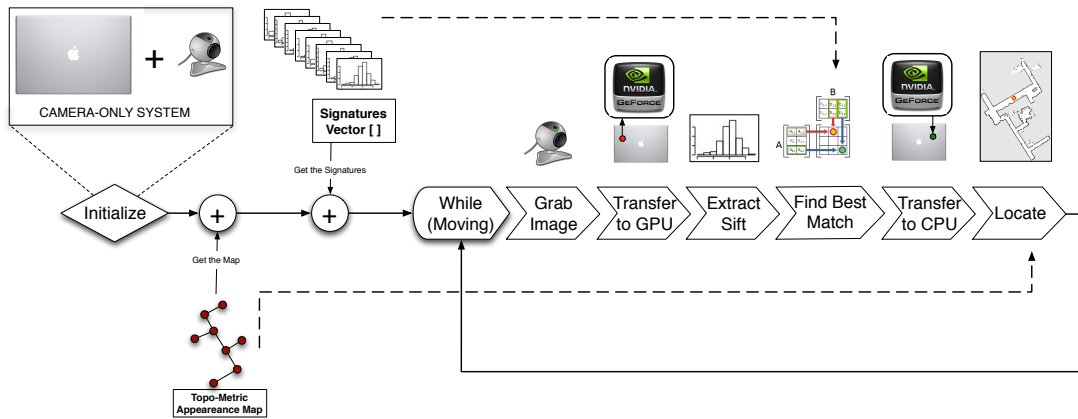 CAMERA-ONLY SYSTEM
+
Signatures
Vector [ ]
Get the Signatures
Initialize
+
+
Get the Map
Topo-Metric
Appeareance Map
While
(Moving)
Grab
Image
Transfer
to GPU
Extract
Sift
Find Best
Match
Transfer
to CPU
Locate
NVIDIA.
GEFORCE
B
A
NVIDIA.
GEFORCE